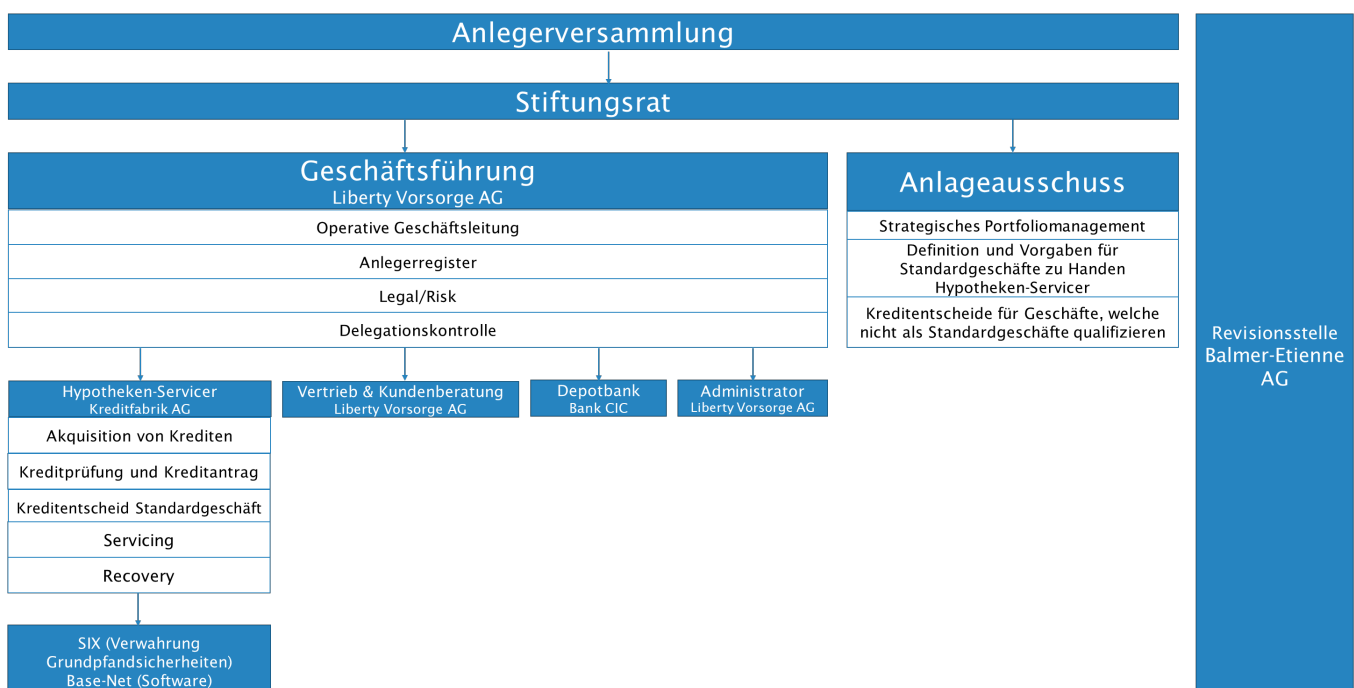 Anlegerversammlung
Stiftungsrat
Geschäftsführung
Liberty Vorsorge AG
Operative Geschäftsleitung
Anlegerregister
Legal/Risk
Delegationskontrolle
Anlageausschuss
Strategisches Portfoliomanagement
Definition und Vorgaben für
Standardgeschäfte zu Handen
Hypotheken-Servicer
Kreditentscheide für Geschäfte, welche
nicht als Standardgeschäfte qualifizieren
Hypotheken-Servicer
Kreditfabrik AG
Akquisition von Krediten
Kreditprüfung und Kreditantrag
Kreditentscheid Standardgeschäft
Servicing
Recovery
SIX (Verwahrung
Grundpfandsicherheiten)
Base-Net (Software)
Vertrieb & Kundenberatung
Liberty Vorsorge AG
Depotbank
Bank CIC
Administrator
Liberty Vorsorge AG
Revisionsstelle
Balmer-Etienne
AG